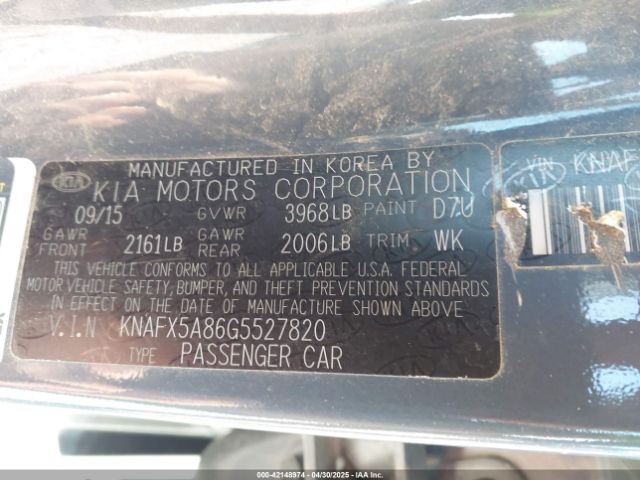 MANUFACTURED IN KOREA BY
KIA KIA MOTORS CORPORATION
09/15 GVWR 3968LB PAINT D7U
GAWR FRONT 2161LB GAWR REAR 2006LB TRIM WK
THIS VEHICLE CONFORMS TO ALL APPLICABLE U.S.A. FEDERAL
MOTOR VEHICLE SAFETY, BUMPER, AND THEFT PREVENTION STANDARDS
IN EFFECT ON THE DATE OF MANUFACTURE SHOWN ABOVE
V.I.N KNAFX5A86G5527820
TYPE PASSENGER CAR
VIN KNAF
000-42148974 - 04/30/2025 - IAA Inc.